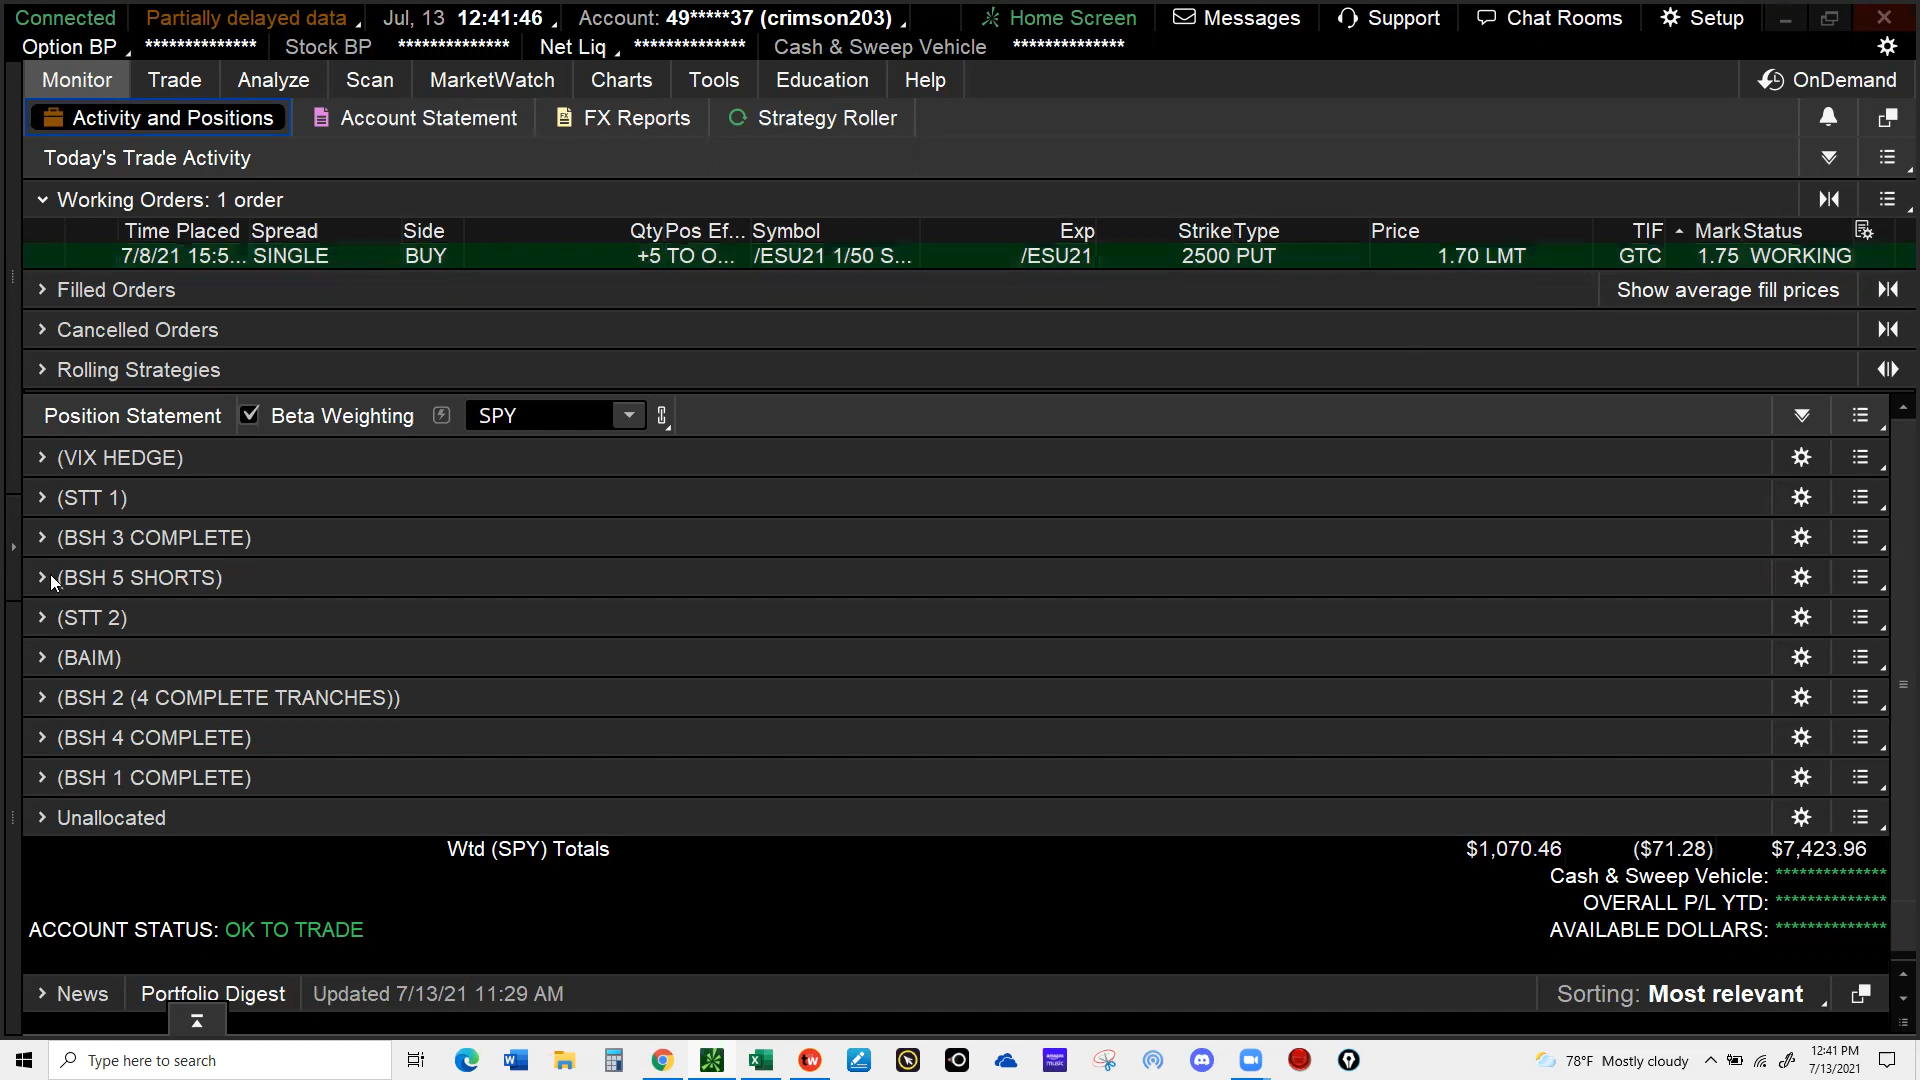 Connected Partially delayed data Jul, 13 12:41:46 Account: 49*****37 (crimson203) Home Screen Messages Support Chat Rooms Setup
Option BP ************** Stock BP ************** Net Liq ************** Cash & Sweep Vehicle **************
Monitor Trade Analyze Scan MarketWatch Charts Tools Education Help OnDemand
Activity and Positions Account Statement FX Reports Strategy Roller
Today's Trade Activity
Working Orders: 1 order
Time Placed Spread Side Qty Pos Ef... Symbol Exp Strike Type Price TIF Mark Status
7/8/21 15:5... SINGLE BUY +5 TO O... /ESU21 1/50 S... /ESU21 2500 PUT 1.70 LMT GTC 1.75 WORKING
Filled Orders Show average fill prices
Cancelled Orders
Rolling Strategies
Position Statement Beta Weighting SPY
(VIX HEDGE)
(STT 1)
(BSH 3 COMPLETE)
(BSH 5 SHORTS)
(STT 2)
(BAIM)
(BSH 2 (4 COMPLETE TRANCHES))
(BSH 4 COMPLETE)
(BSH 1 COMPLETE)
Unallocated
Wtd (SPY) Totals $1,070.46 ($71.28) $7,423.96
Cash & Sweep Vehicle: **************
OVERALL P/L YTD: **************
ACCOUNT STATUS: OK TO TRADE AVAILABLE DOLLARS: **************
News Portfolio Digest Updated 7/13/21 11:29 AM Sorting: Most relevant
Type here to search 78°F Mostly cloudy 12:41 PM
7/13/2021